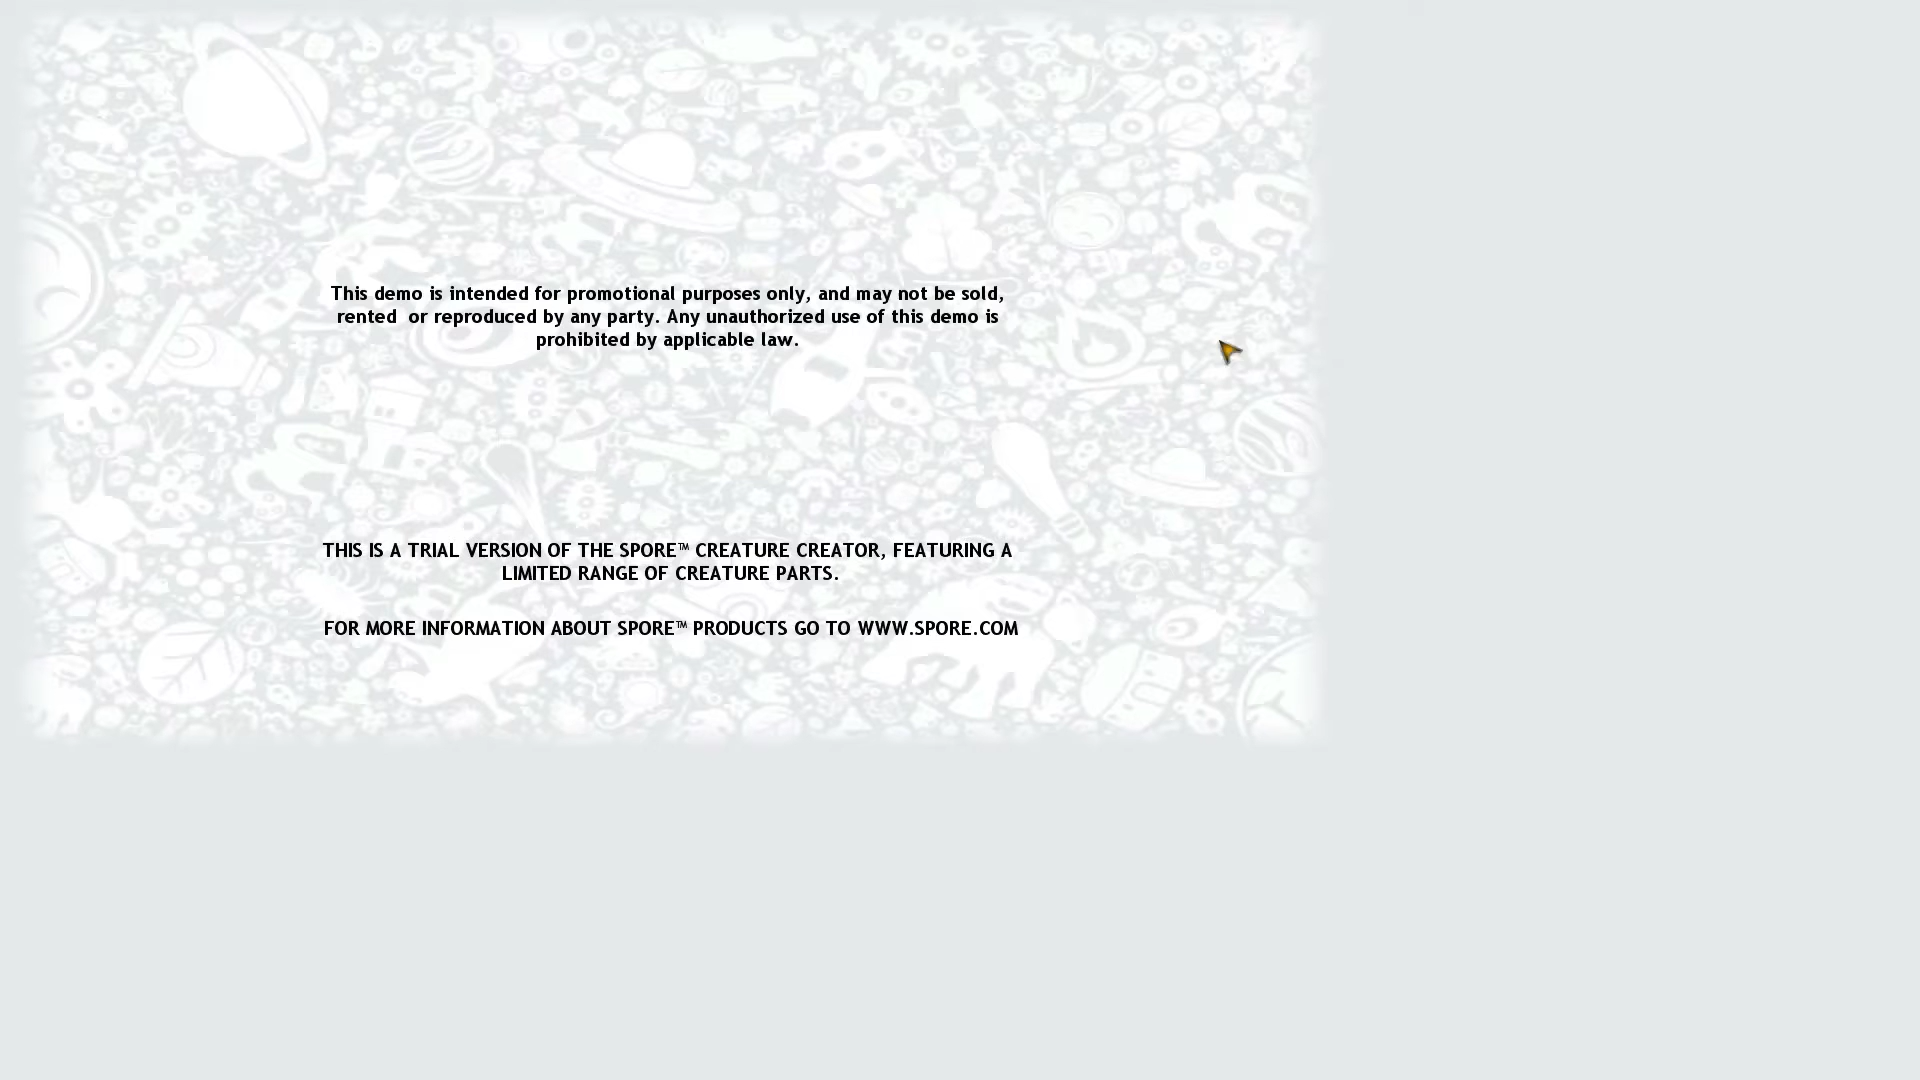 This demo is intended for promotional purposes only, and may not be sold,
rented  or reproduced by any party. Any unauthorized use of this demo is
prohibited by applicable law.
THIS IS A TRIAL VERSION OF THE SPORE™ CREATURE CREATOR, FEATURING A
LIMITED RANGE OF CREATURE PARTS.
FOR MORE INFORMATION ABOUT SPORE™ PRODUCTS GO TO WWW.SPORE.COM